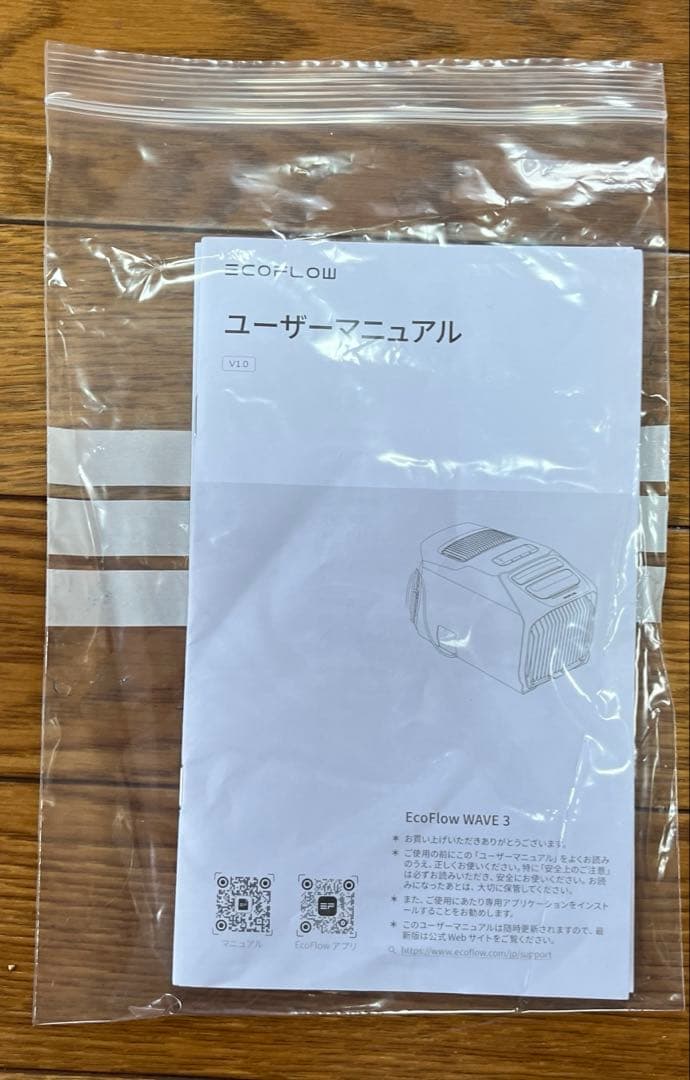 ECOFLOW
ユーザーマニュアル
V1.0
EcoFlow WAVE 3
* お買い上げいただきありがとうございます。
* ご使用の前にこの「ユーザーマニュアル」をよくお読み
のうえ、正しくお使いください。特に「安全上のご注意」
は必ずお読みいただき、安全にお使いください。お読
みになったあとは、大切に保管してください。
* また、ご使用にあたり専用アプリケーションをインスト
ールすることをお勧めします。
* このユーザーマニュアルは随時更新されますので、最
新版は公式 Web サイトをご覧ください。
https://www.ecoflow.com/jp/support
マニュアル
EcoFlow アプリ